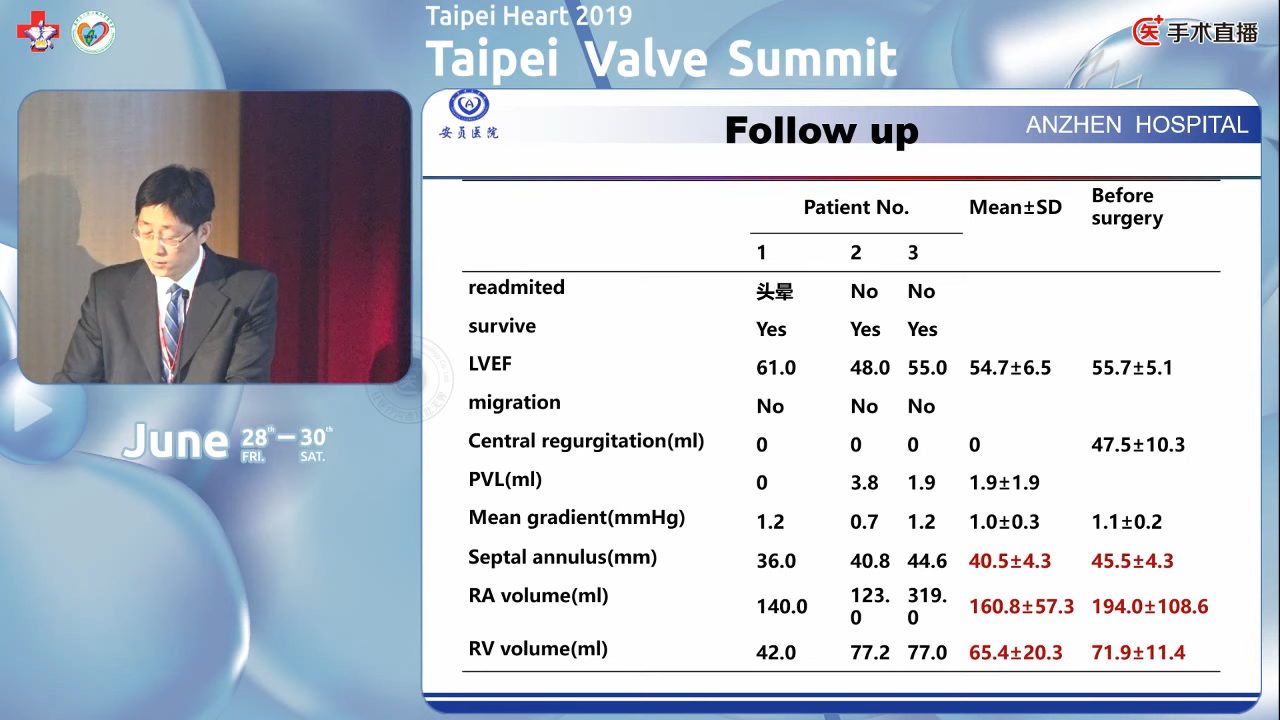 Taipei Heart 2019
Taipei Valve Summit
手术直播
安贞医院
Follow up
ANZHEN HOSPITAL
Patient No. Mean±SD Before surgery
1 2 3
readmited 头晕 No No
survive Yes Yes Yes
LVEF 61.0 48.0 55.0 54.7±6.5 55.7±5.1
migration No No No
Central regurgitation(ml) 0 0 0 0 47.5±10.3
PVL(ml) 0 3.8 1.9 1.9±1.9
Mean gradient(mmHg) 1.2 0.7 1.2 1.0±0.3 1.1±0.2
Septal annulus(mm) 36.0 40.8 44.6 40.5±4.3 45.5±4.3
RA volume(ml) 140.0 123.0 319.0 160.8±57.3 194.0±108.6
RV volume(ml) 42.0 77.2 77.0 65.4±20.3 71.9±11.4
June 28th — 30th
FRI. SAT.